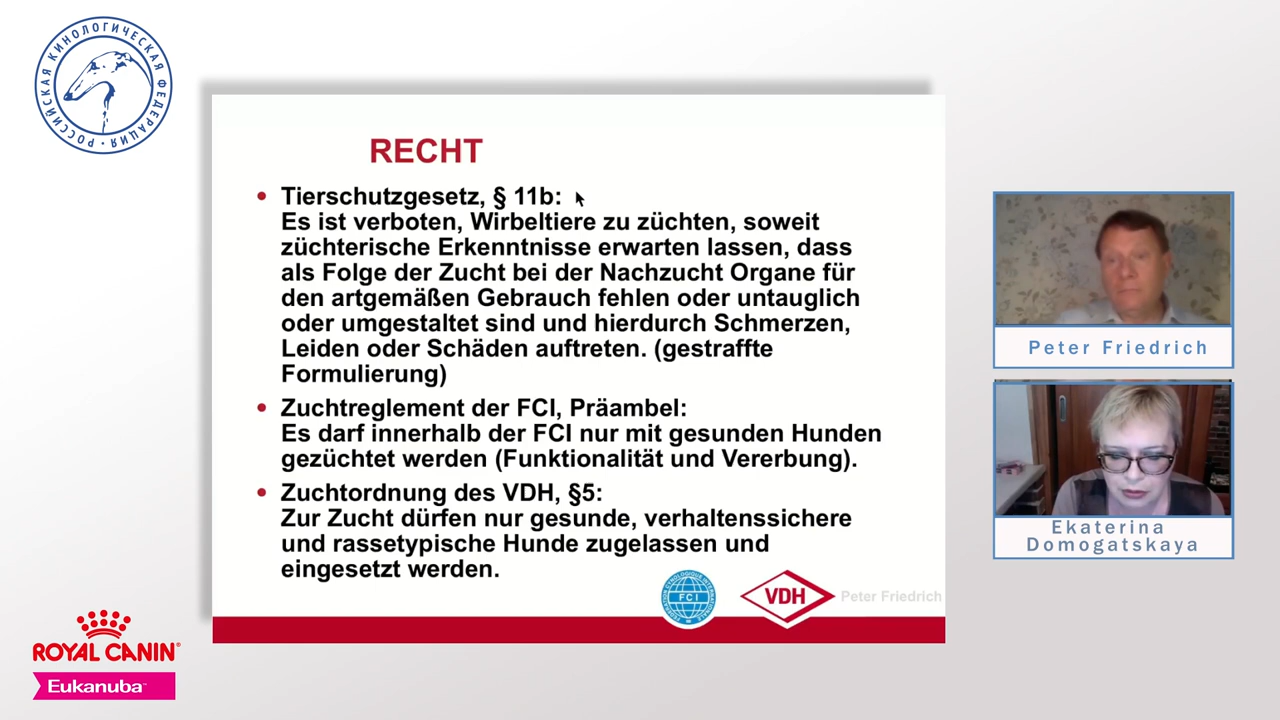 РОССИЙСКАЯ КИНОЛОГИЧЕСКАЯ ФЕДЕРАЦИЯ
RECHT
• Tierschutzgesetz, § 11b:
Es ist verboten, Wirbeltiere zu züchten, soweit
züchterische Erkenntnisse erwarten lassen, dass
als Folge der Zucht bei der Nachzucht Organe für
den artgemäßen Gebrauch fehlen oder untauglich
oder umgestaltet sind und hierdurch Schmerzen,
Leiden oder Schäden auftreten. (gestraffte
Formulierung)
• Zuchtreglement der FCI, Präambel:
Es darf innerhalb der FCI nur mit gesunden Hunden
gezüchtet werden (Funktionalität und Vererbung).
• Zuchtordnung des VDH, §5:
Zur Zucht dürfen nur gesunde, verhaltenssichere
und rassetypische Hunde zugelassen und
eingesetzt werden.
FCI
VDH
Peter Friedrich
Peter Friedrich
Ekaterina
Domogatskaya
ROYAL CANIN
Eukanuba